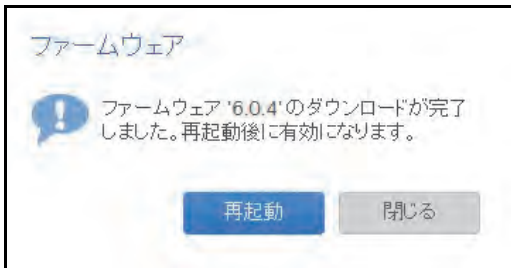 ファームウェア
ファームウェア '6.0.4'のダウンロードが完了
しました。再起動後に有効になります。
再起動
閉じる